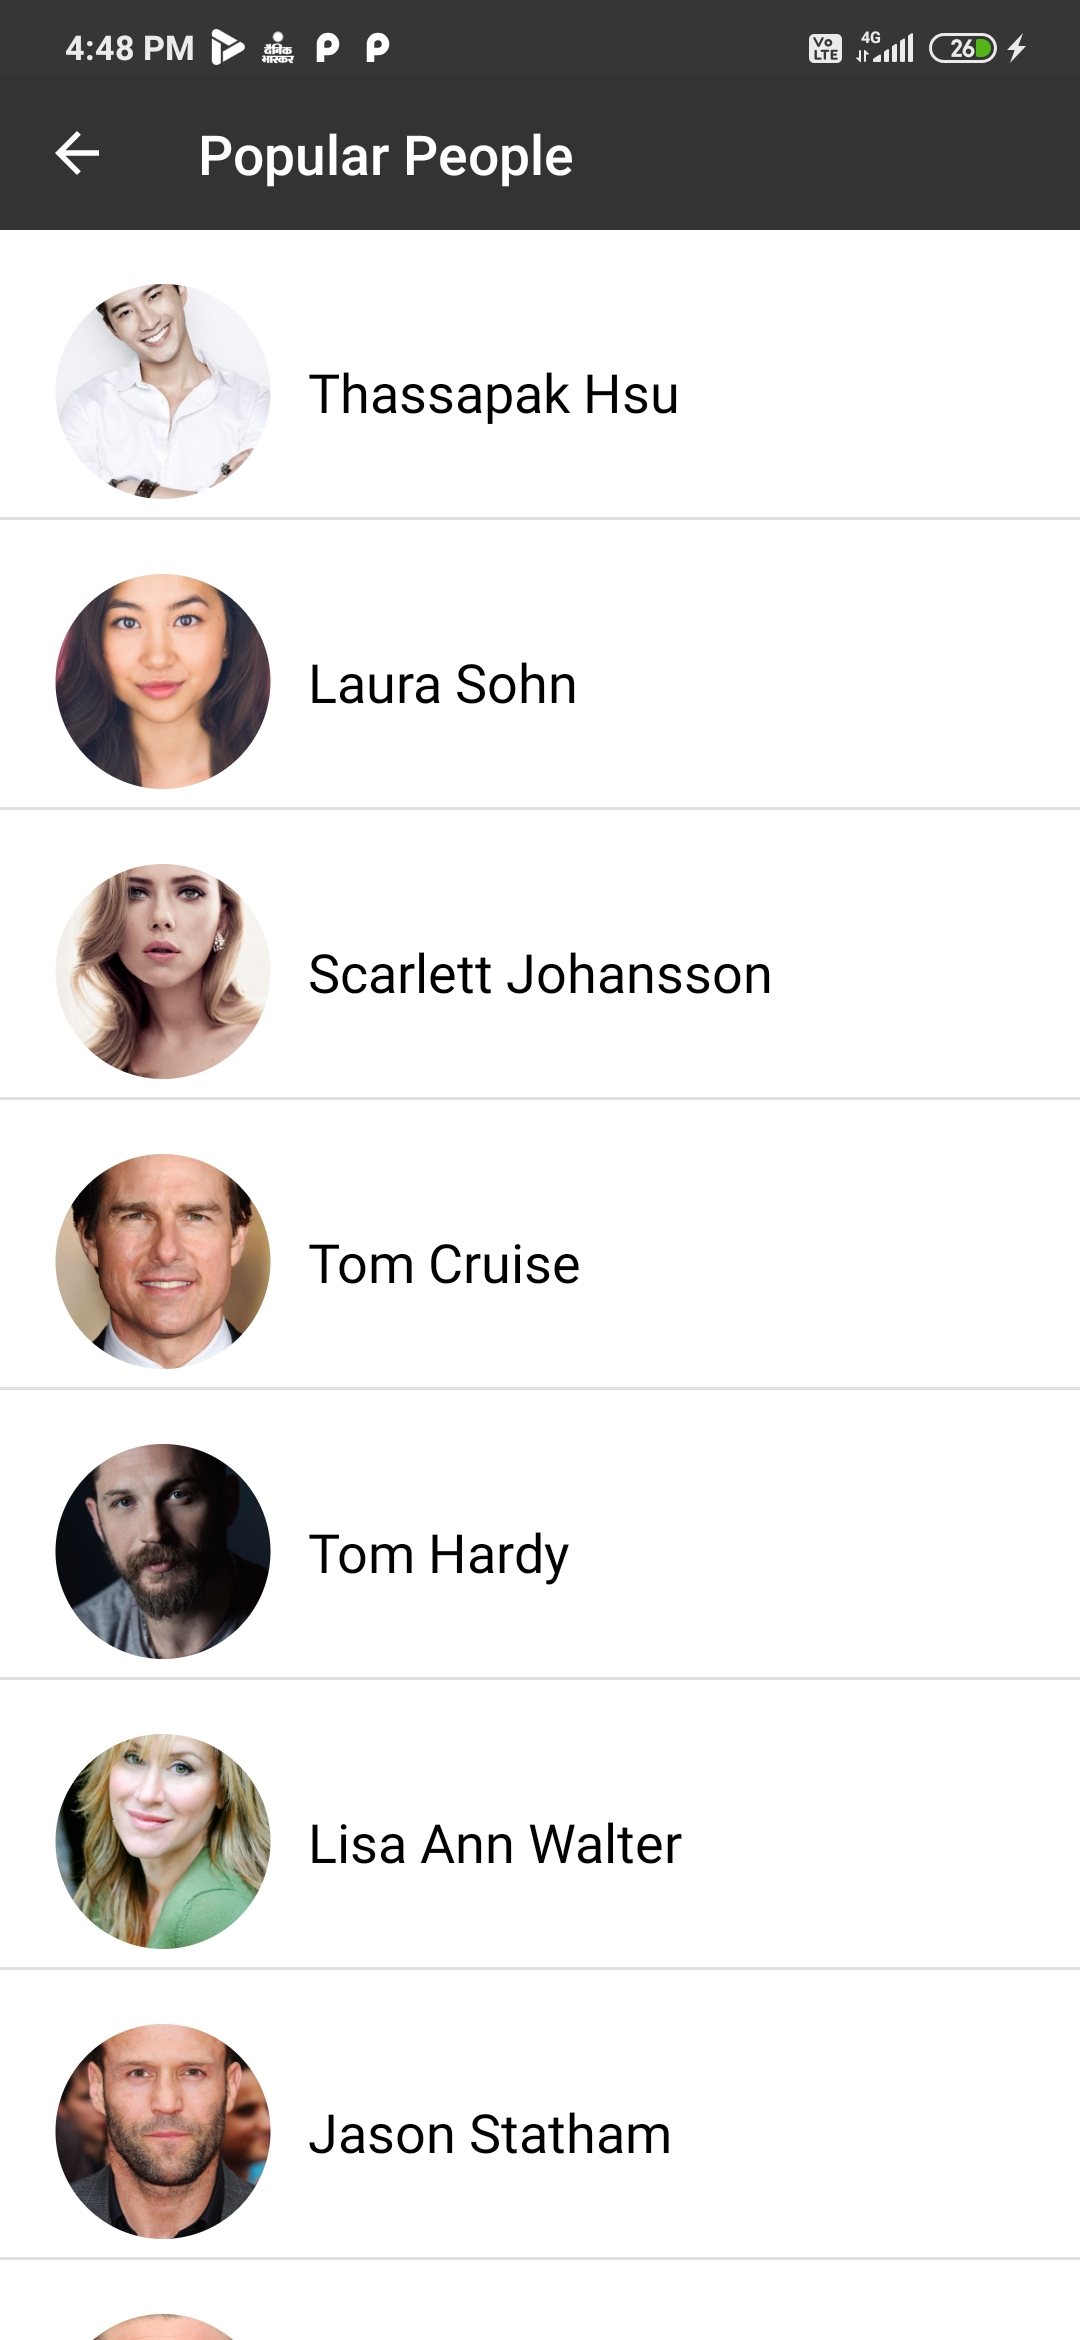 4:48 PM दैनिक भास्कर Vo LTE 4G 26
Popular People
Thassapak Hsu
Laura Sohn
Scarlett Johansson
Tom Cruise
Tom Hardy
Lisa Ann Walter
Jason Statham